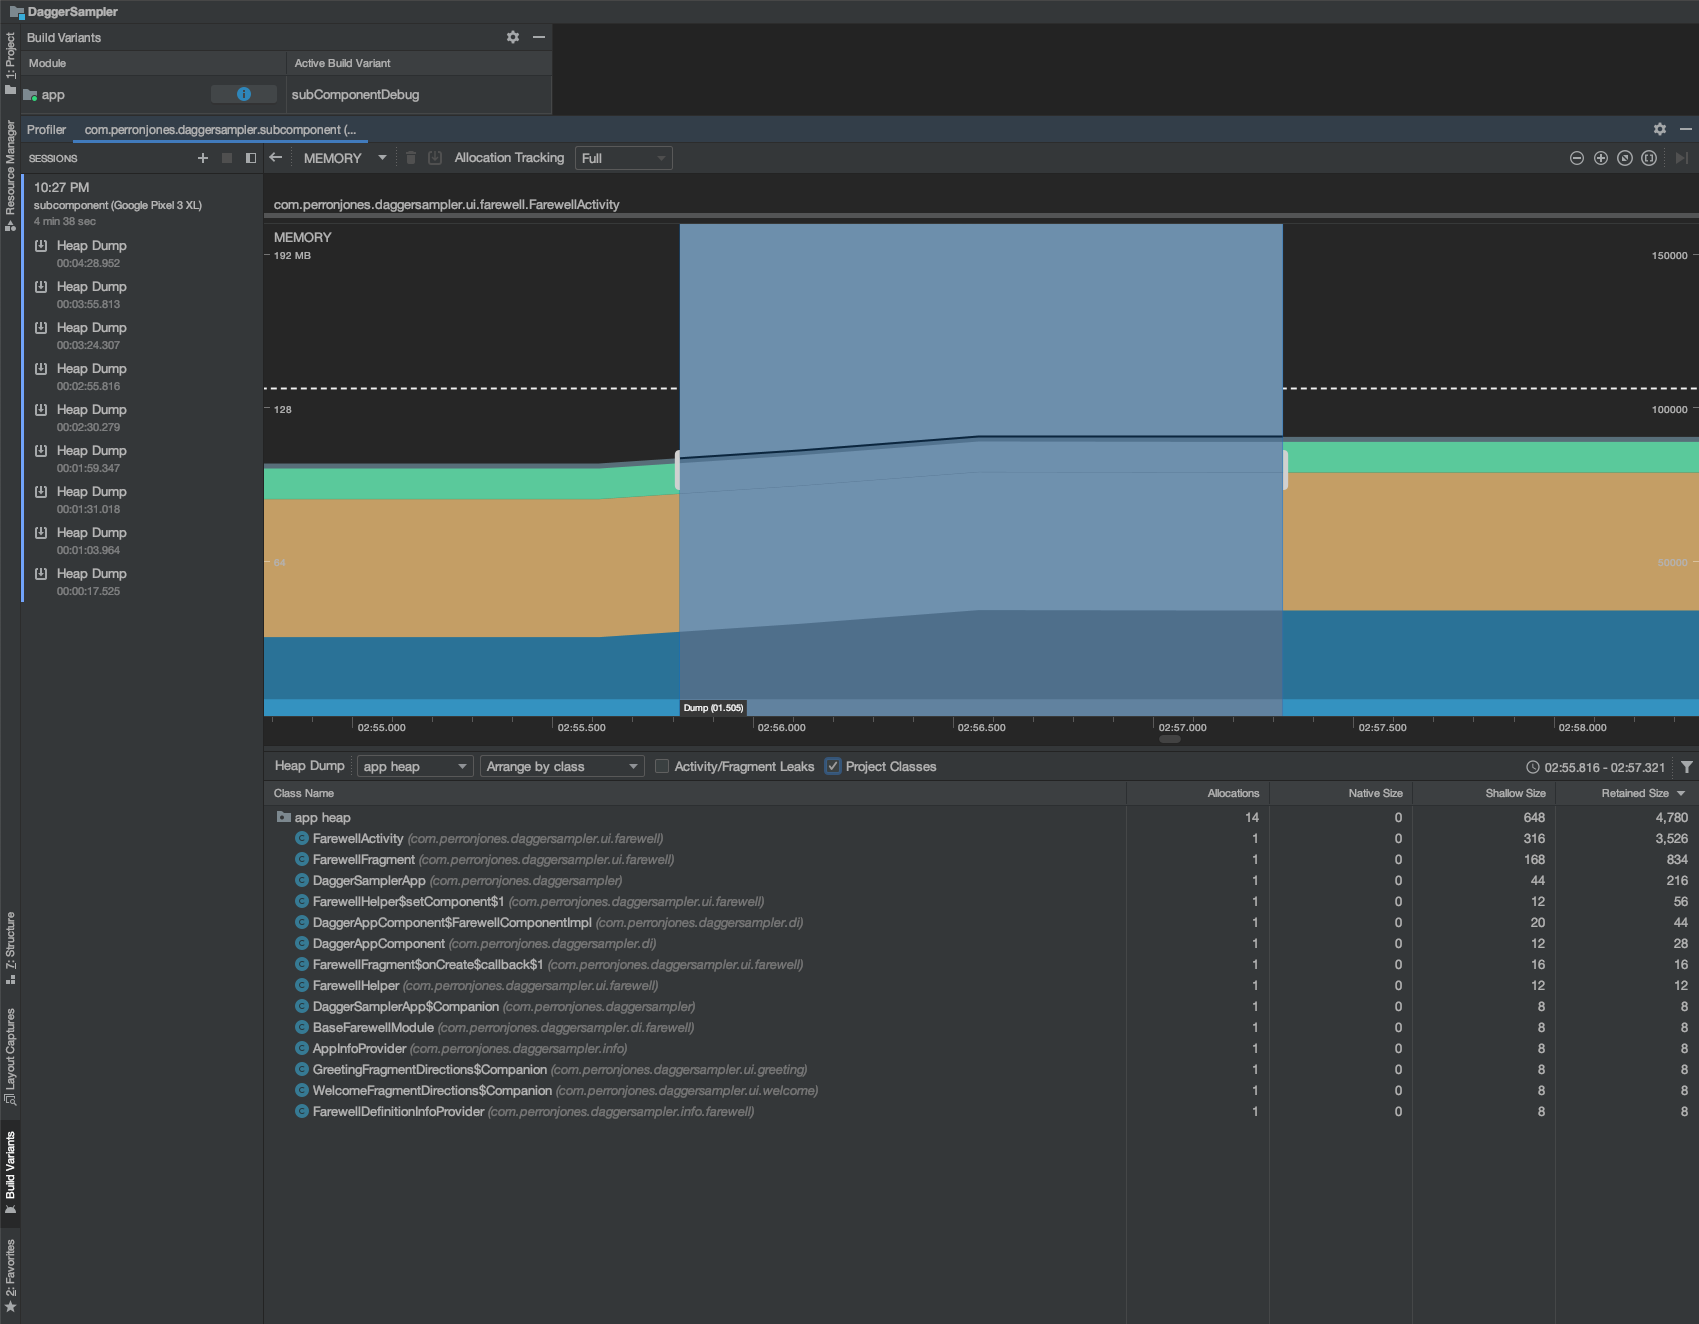 DaggerSampler
Build Variants
Module
Active Build Variant
app
subComponentDebug
Profiler
com.perronjones.daggersampler.subcomponent (...
SESSIONS
MEMORY
Allocation Tracking
Full
10:27 PM
subcomponent (Google Pixel 3 XL)
4 min 38 sec
Heap Dump
00:04:28.952
Heap Dump
00:03:55.813
Heap Dump
00:03:24.307
Heap Dump
00:02:55.816
Heap Dump
00:02:30.279
Heap Dump
00:01:59.347
Heap Dump
00:01:31.018
Heap Dump
00:01:03.964
Heap Dump
00:00:17.525
com.perronjones.daggersampler.ui.farewell.FarewellActivity
MEMORY
192 MB
150000
128
100000
64
50000
Dump (01.505)
02:55.000
02:55.500
02:56.000
02:56.500
02:57.000
02:57.500
02:58.000
Heap Dump
app heap
Arrange by class
Activity/Fragment Leaks
Project Classes
02:55.816 - 02:57.321
Class Name Allocations Native Size Shallow Size Retained Size
app heap 14 0 648 4,780
FarewellActivity (com.perronjones.daggersampler.ui.farewell) 1 0 316 3,526
FarewellFragment (com.perronjones.daggersampler.ui.farewell) 1 0 168 834
DaggerSamplerApp (com.perronjones.daggersampler) 1 0 44 216
FarewellHelper$setComponent$1 (com.perronjones.daggersampler.ui.farewell) 1 0 12 56
DaggerAppComponent$FarewellComponentImpl (com.perronjones.daggersampler.di) 1 0 20 44
DaggerAppComponent (com.perronjones.daggersampler.di) 1 0 12 28
FarewellFragment$onCreate$callback$1 (com.perronjones.daggersampler.ui.farewell) 1 0 16 16
FarewellHelper (com.perronjones.daggersampler.ui.farewell) 1 0 12 12
DaggerSamplerApp$Companion (com.perronjones.daggersampler) 1 0 8 8
BaseFarewellModule (com.perronjones.daggersampler.di.farewell) 1 0 8 8
AppInfoProvider (com.perronjones.daggersampler.info) 1 0 8 8
GreetingFragmentDirections$Companion (com.perronjones.daggersampler.ui.greeting) 1 0 8 8
WelcomeFragmentDirections$Companion (com.perronjones.daggersampler.ui.welcome) 1 0 8 8
FarewellDefinitionInfoProvider (com.perronjones.daggersampler.info.farewell) 1 0 8 8
1: Project
Resource Manager
7: Structure
Layout Captures
Build Variants
2: Favorites